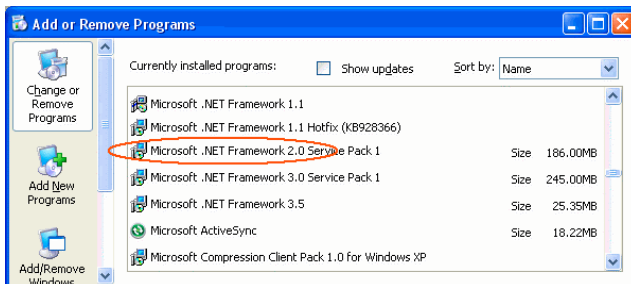 Add or Remove Programs
Change or
Remove
Programs
Add New
Programs
Add/Remove
Windows
Currently installed programs:
Show updates
Sort by:
Name
Microsoft .NET Framework 1.1
Microsoft .NET Framework 1.1 Hotfix (KB928366)
Microsoft .NET Framework 2.0 Service Pack 1 Size 186.00MB
Microsoft .NET Framework 3.0 Service Pack 1 Size 245.00MB
Microsoft .NET Framework 3.5 Size 25.35MB
Microsoft ActiveSync Size 18.22MB
Microsoft Compression Client Pack 1.0 for Windows XP